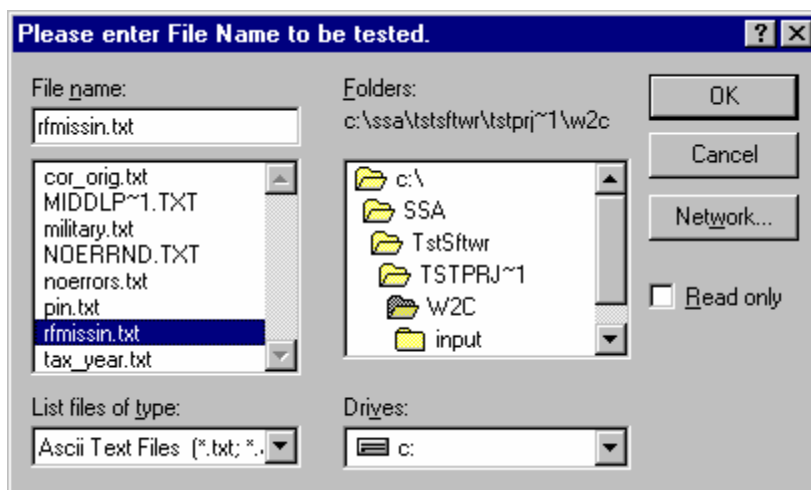 Please enter File Name to be tested.
File name:
rfmissin.txt
cor_orig.txt
MIDDLP~1.TXT
military.txt
NOERRND.TXT
noerrors.txt
pin.txt
rfmissin.txt
tax_year.txt
List files of type:
Ascii Text Files (*.txt; *.
Folders:
c:\ssa\tstsftwr\tstprj~1\w2c
c:\
SSA
TstSftwr
TSTPRJ~1
W2C
input
Drives:
c:
OK
Cancel
Network...
Read only